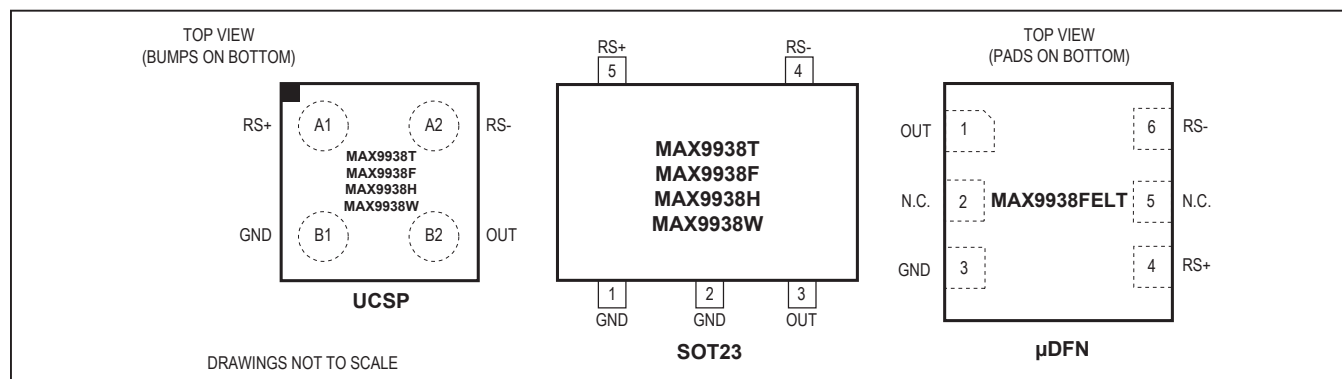 TOP VIEW
(BUMPS ON BOTTOM)
RS+
A1
A2
RS-
MAX9938T
MAX9938F
MAX9938H
MAX9938W
GND
B1
B2
OUT
UCSP
DRAWINGS NOT TO SCALE
RS+
RS-
5
4
MAX9938T
MAX9938F
MAX9938H
MAX9938W
1
2
3
GND
GND
OUT
SOT23
TOP VIEW
(PADS ON BOTTOM)
OUT
1
6
RS-
N.C.
2
MAX9938FELT
5
N.C.
GND
3
4
RS+
µDFN